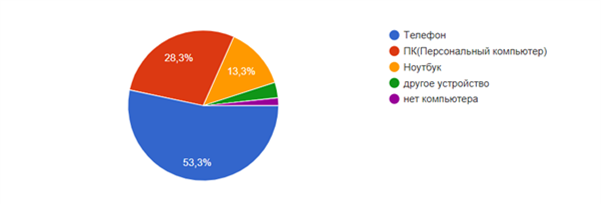 28,3%
13,3%
53,3%
Телефон
ПК(Персональный компьютер)
Ноутбук
другое устройство
нет компьютера